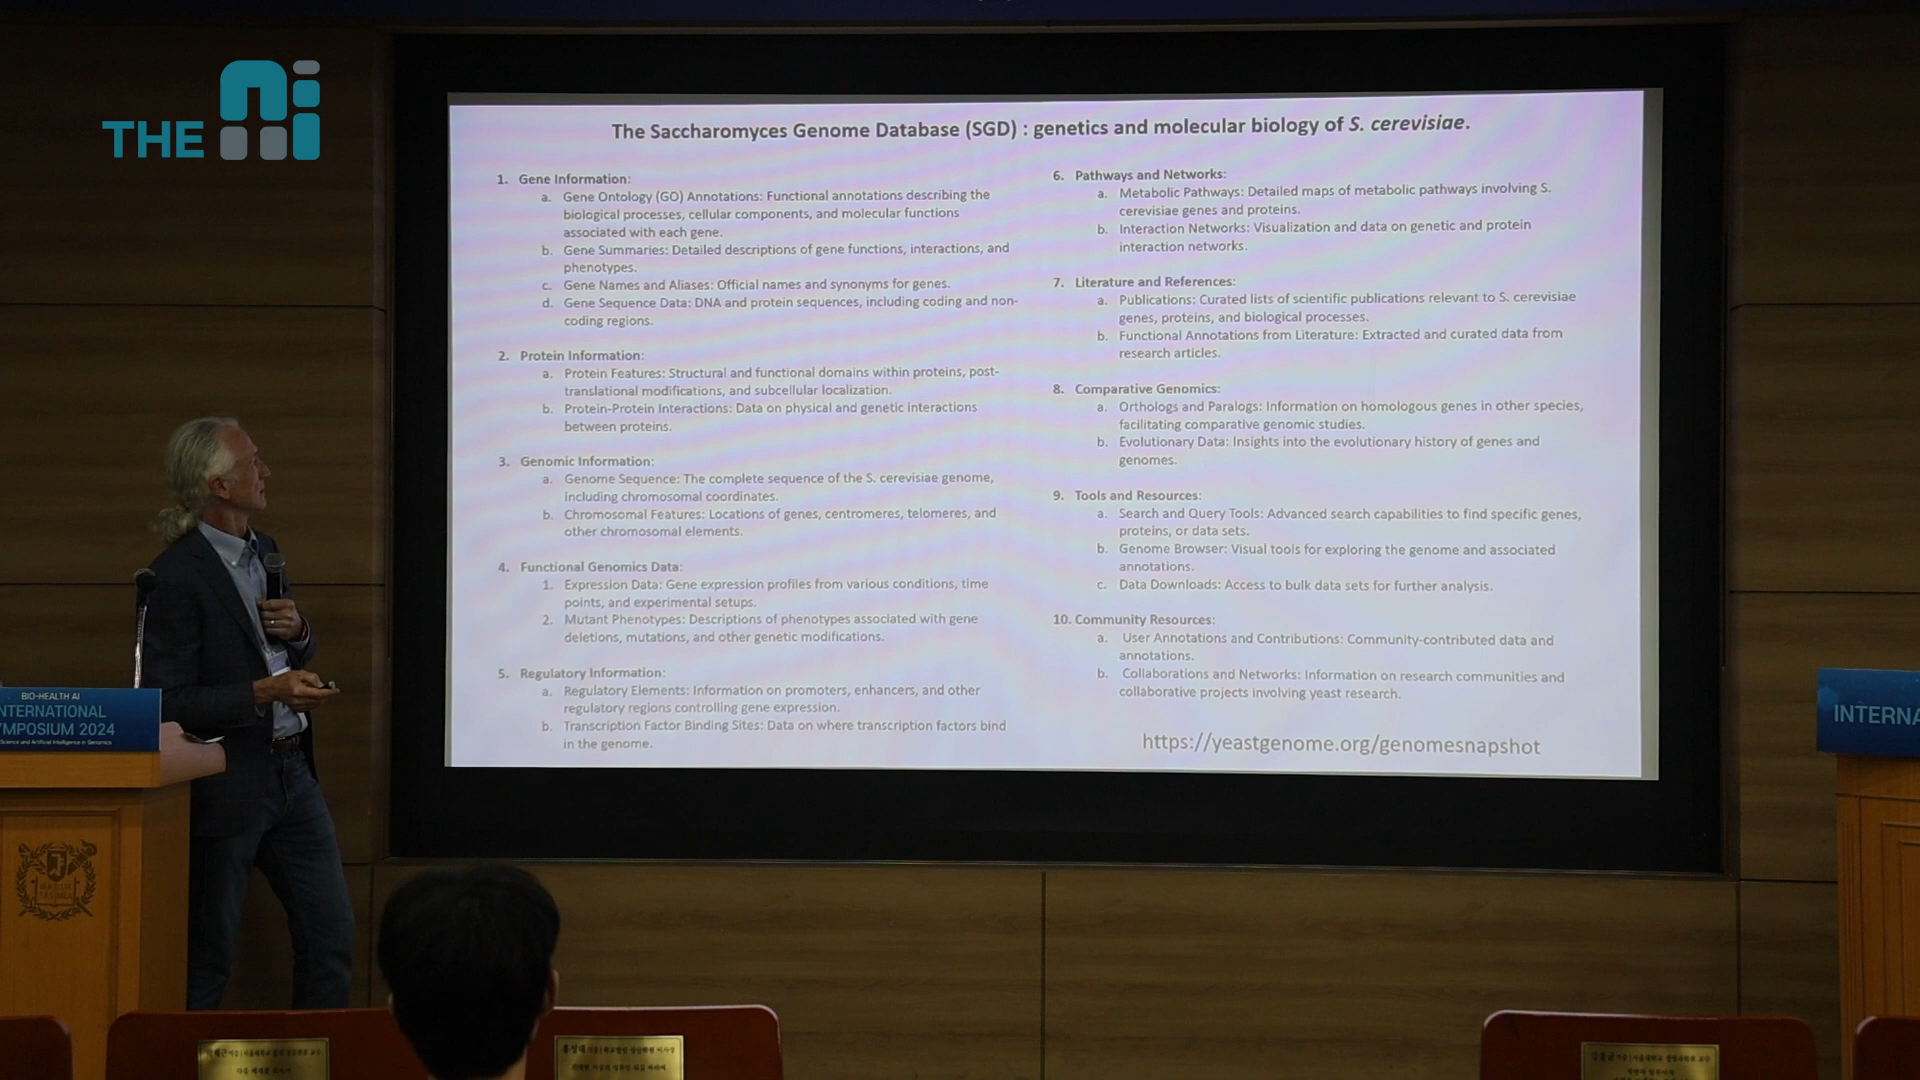 THE Ai
The Saccharomyces Genome Database (SGD) : genetics and molecular biology of S. cerevisiae.
1. Gene Information:
a. Gene Ontology (GO) Annotations: Functional annotations describing the
biological processes, cellular components, and molecular functions
associated with each gene.
b. Gene Summaries: Detailed descriptions of gene functions, interactions, and
phenotypes.
c. Gene Names and Aliases: Official names and synonyms for genes.
d. Gene Sequence Data: DNA and protein sequences, including coding and non-
coding regions.
2. Protein Information:
a. Protein Features: Structural and functional domains within proteins, post-
translational modifications, and subcellular localization.
b. Protein-Protein Interactions: Data on physical and genetic interactions
between proteins.
3. Genomic Information:
a. Genome Sequence: The complete sequence of the S. cerevisiae genome,
including chromosomal coordinates.
b. Chromosomal Features: Locations of genes, centromeres, telomeres, and
other chromosomal elements.
4. Functional Genomics Data:
1. Expression Data: Gene expression profiles from various conditions, time
points, and experimental setups.
2. Mutant Phenotypes: Descriptions of phenotypes associated with gene
deletions, mutations, and other genetic modifications.
5. Regulatory Information:
a. Regulatory Elements: Information on promoters, enhancers, and other
regulatory regions controlling gene expression.
b. Transcription Factor Binding Sites: Data on where transcription factors bind
in the genome.
6. Pathways and Networks:
a. Metabolic Pathways: Detailed maps of metabolic pathways involving S.
cerevisiae genes and proteins.
b. Interaction Networks: Visualization and data on genetic and protein
interaction networks.
7. Literature and References:
a. Publications: Curated lists of scientific publications relevant to S. cerevisiae
genes, proteins, and biological processes.
b. Functional Annotations from Literature: Extracted and curated data from
research articles.
8. Comparative Genomics:
a. Orthologs and Paralogs: Information on homologous genes in other species,
facilitating comparative genomic studies.
b. Evolutionary Data: Insights into the evolutionary history of genes and
genomes.
9. Tools and Resources:
a. Search and Query Tools: Advanced search capabilities to find specific genes,
proteins, or data sets.
b. Genome Browser: Visual tools for exploring the genome and associated
annotations.
c. Data Downloads: Access to bulk data sets for further analysis.
10. Community Resources:
a. User Annotations and Contributions: Community-contributed data and
annotations.
b. Collaborations and Networks: Information on research communities and
collaborative projects involving yeast research.
https://yeastgenome.org/genomesnapshot
BIO-HEALTH AI
NTERNATIONAL
YMPOSIUM 2024
Science and Artificial Intelligence in Genomics
INTERNA